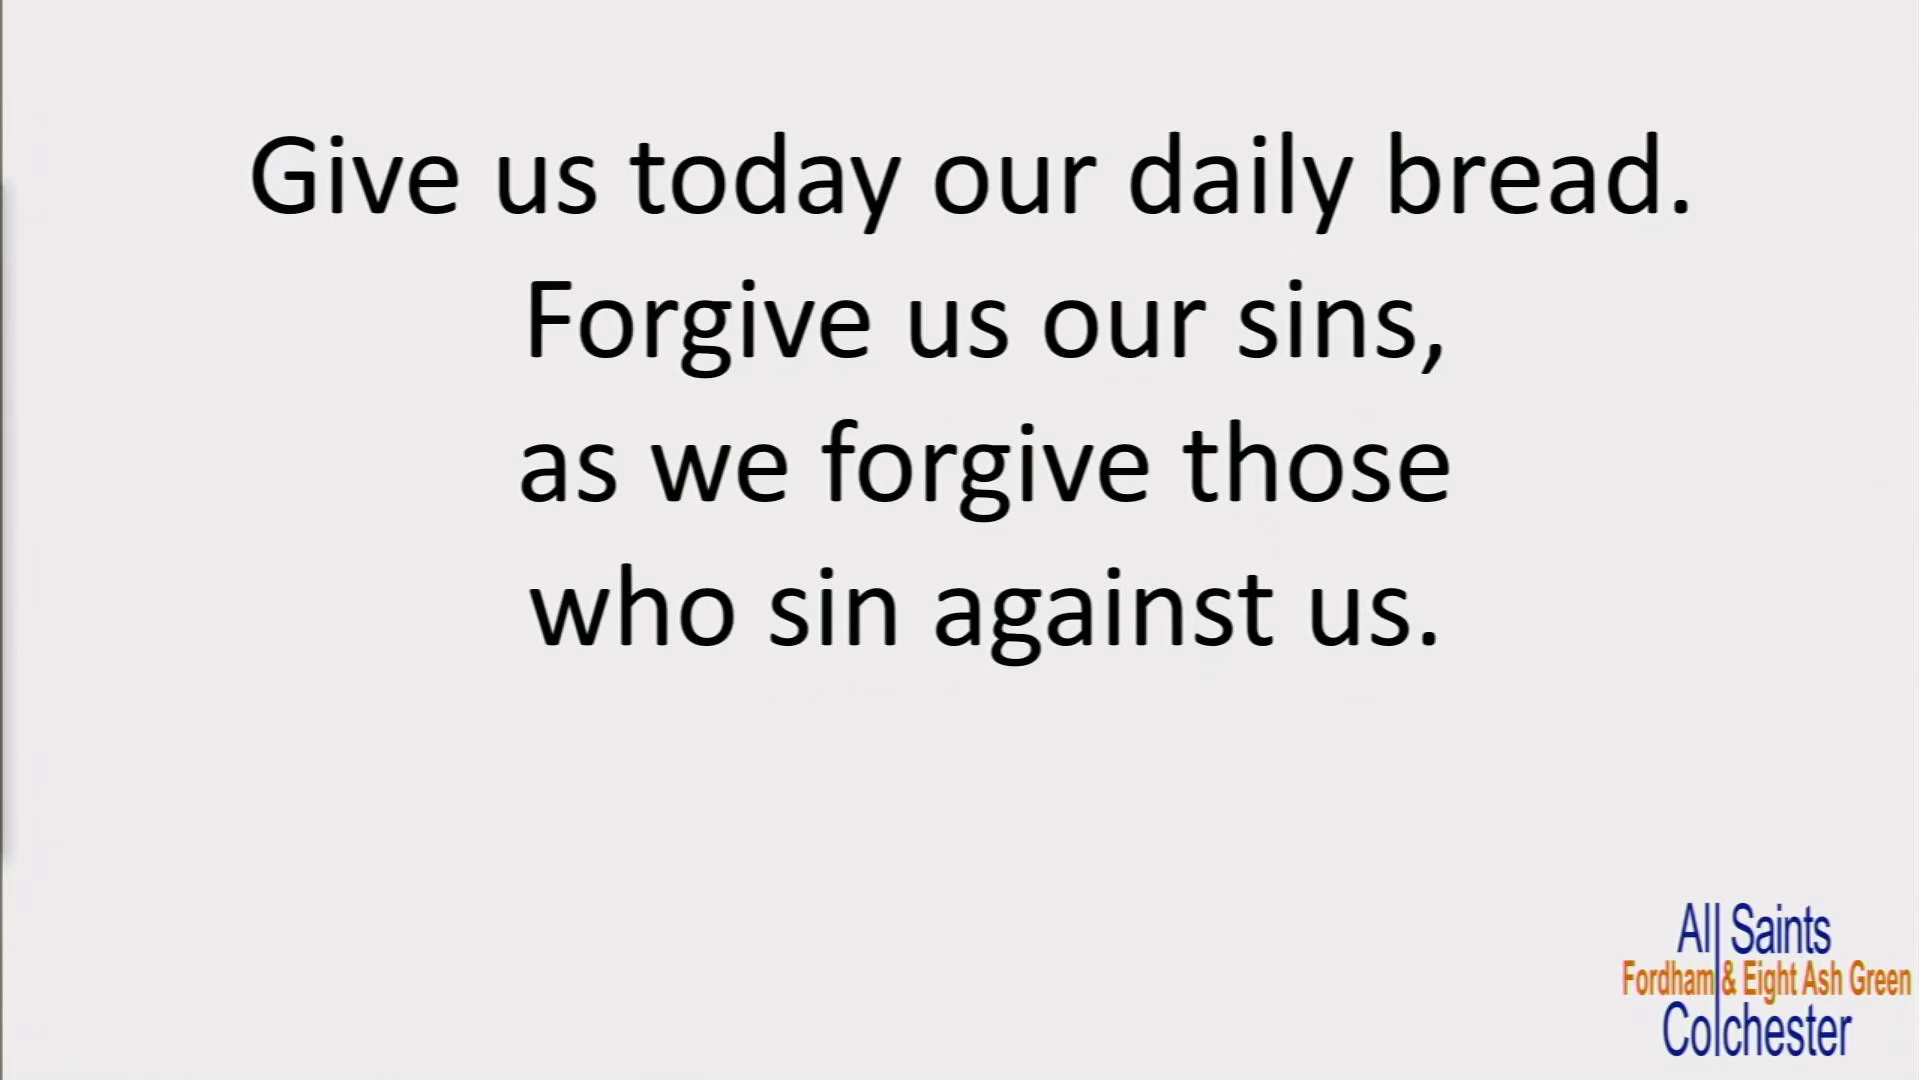 Give us today our daily bread.
Forgive us our sins,
as we forgive those
who sin against us.
All Saints
Fordham & Eight Ash Green
Colchester